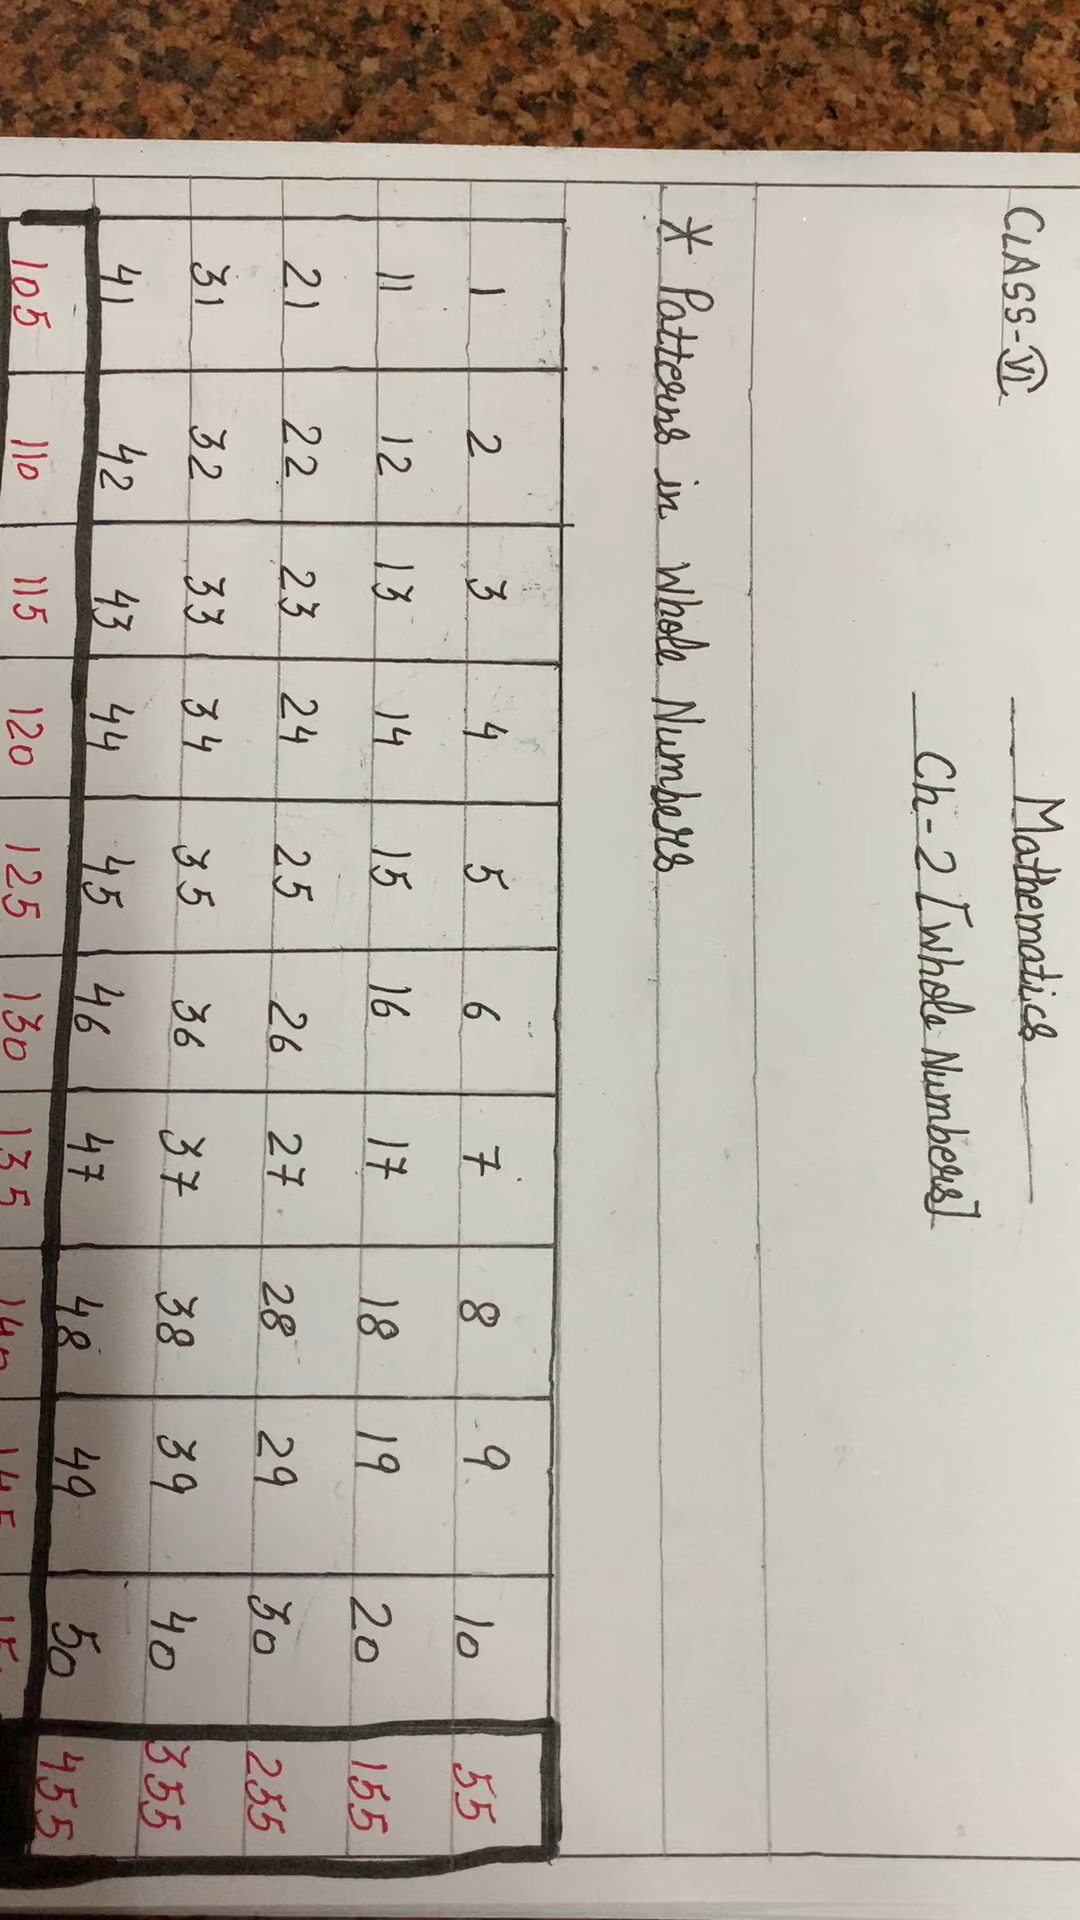 CLASS-VI
Mathematics
Ch-2 [Whole Numbers]
* Patterns in Whole Numbers
1 2 3 4 5 6 7 8 9 10 55
11 12 13 14 15 16 17 18 19 20 155
21 22 23 24 25 26 27 28 29 30 255
31 32 33 34 35 36 37 38 39 40 355
41 42 43 44 45 46 47 48 49 50 455
105 110 115 120 125 130 135 140 145